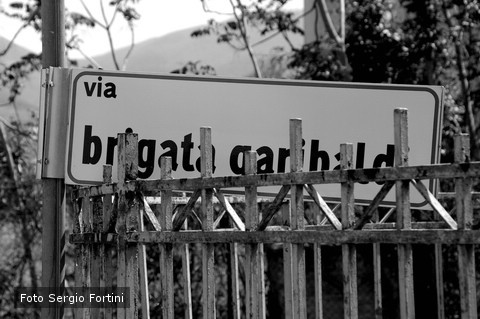 via
brigata garibaldi
Foto Sergio Fortini